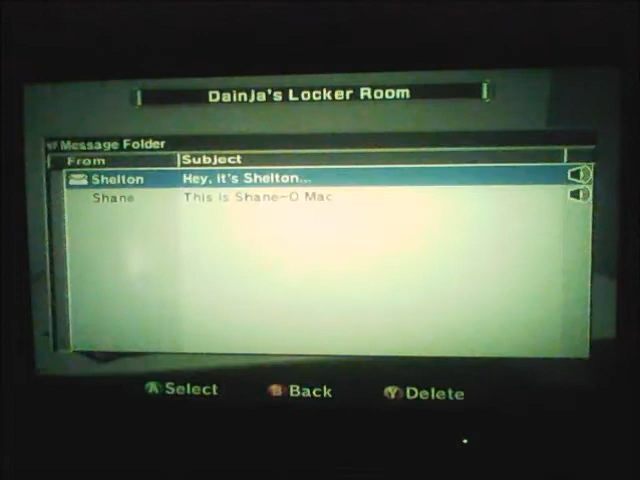 Dainja's Locker Room
Message Folder
From Subject
Shelton Hey, it's Shelton...
Shane This is Shane-O Mac
A Select B Back Y Delete